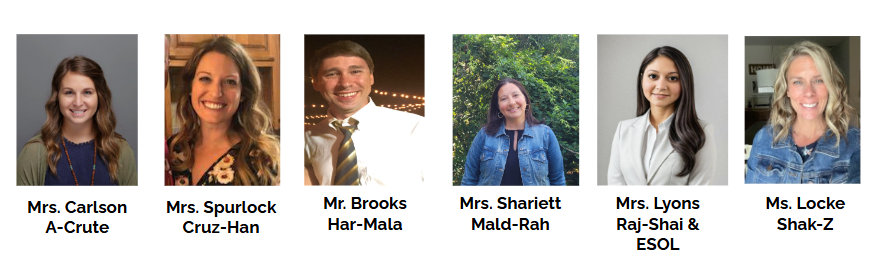 Mrs. Carlson
A-Crute
Mrs. Spurlock
Cruz-Han
Mr. Brooks
Har-Mala
Mrs. Shariett
Mald-Rah
Mrs. Lyons
Raj-Shai &
ESOL
Ms. Locke
Shak-Z